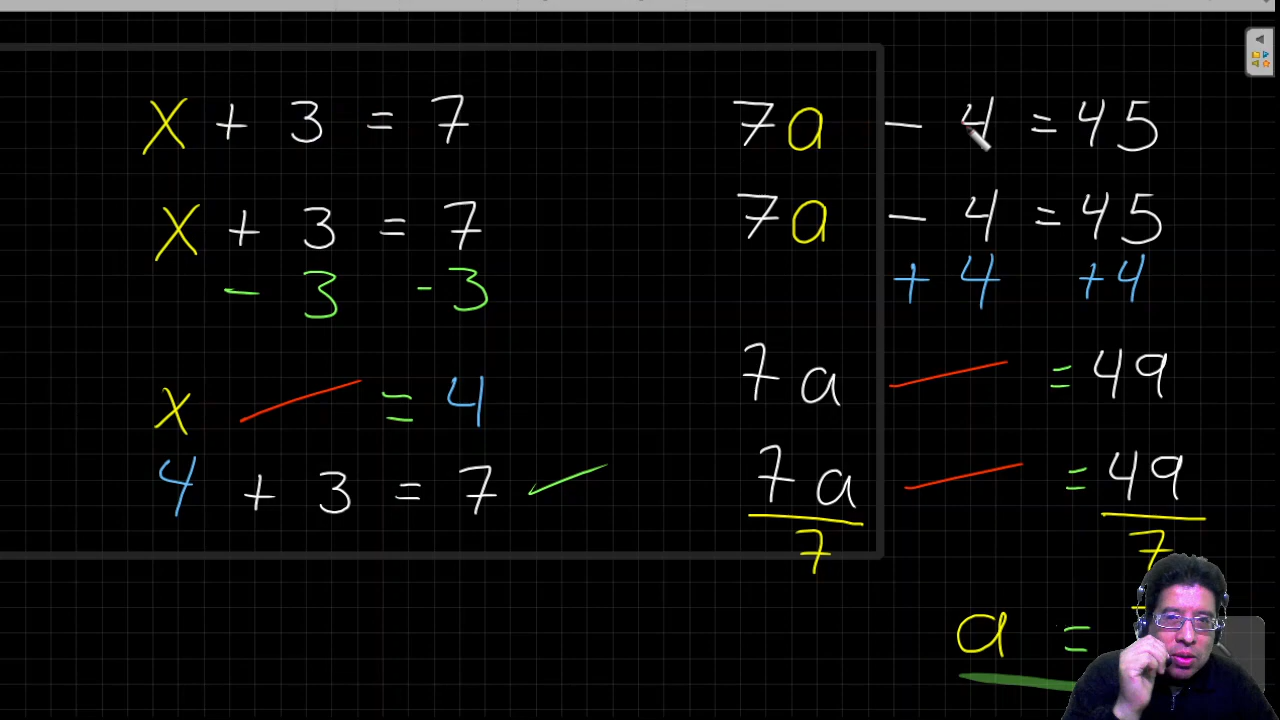 x + 3 = 7
x + 3 = 7
- 3 -3
x = 4
4 + 3 = 7
7a - 4 = 45
7a - 4 = 45
+ 4 +4
7a = 49
7a = 49
7 7
a =